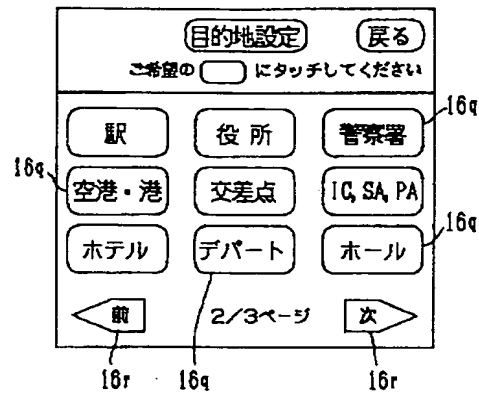 目的地設定 戻る
ご希望の にタッチしてください
駅 役所 警察署 16q
16q 空港・港 交差点 IC, SA, PA
ホテル デパート ホール 16q
前 2/3ページ 次
16r 16q 16r